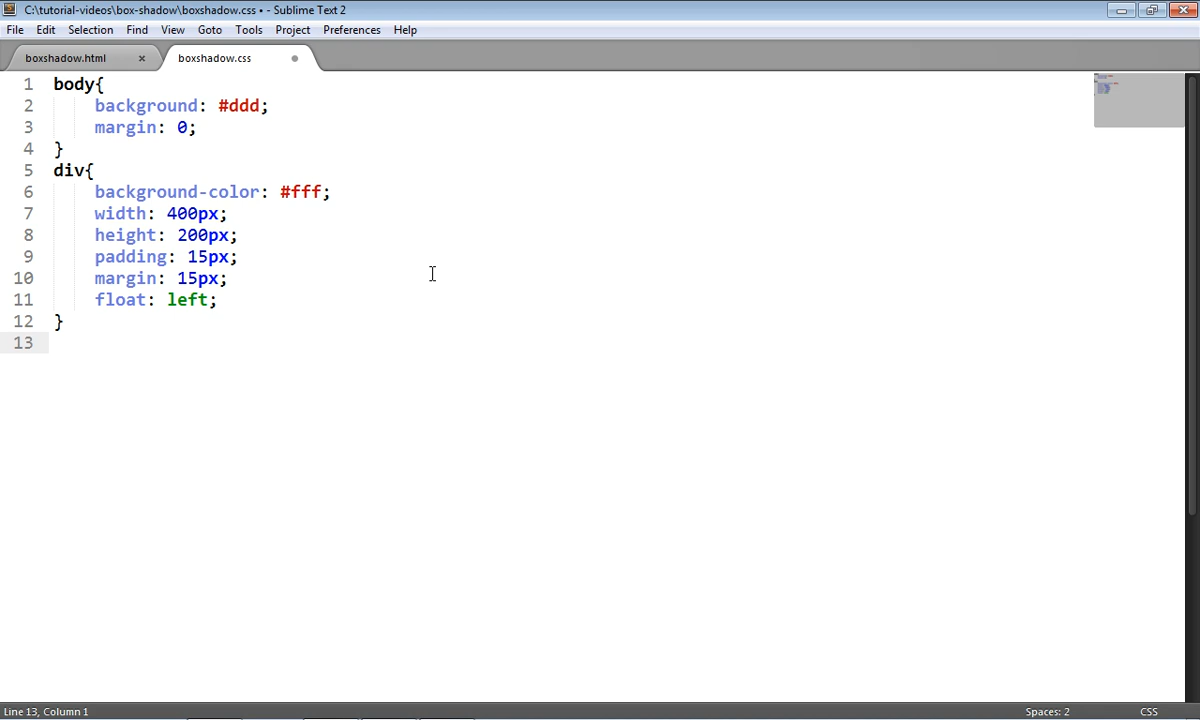 C:\tutorial-videos\box-shadow\boxshadow.css • - Sublime Text 2
File Edit Selection Find View Goto Tools Project Preferences Help
boxshadow.html × boxshadow.css
1 body{
2 background: #ddd;
3 margin: 0;
4 }
5 div{
6 background-color: #fff;
7 width: 400px;
8 height: 200px;
9 padding: 15px;
10 margin: 15px;
11 float: left;
12 }
13
Line 13, Column 1 Spaces: 2 CSS